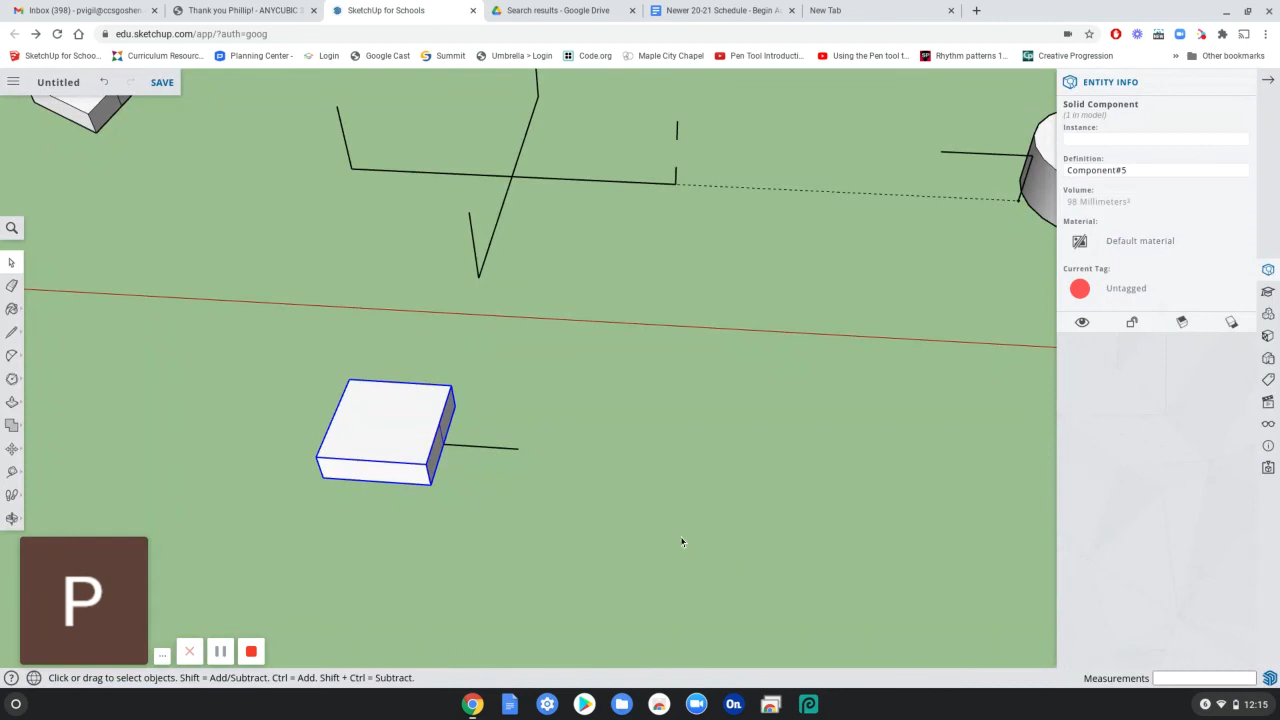 Inbox (398) - pvigil@ccsgoshen
Thank you Phillip! - ANYCUBIC 3
SketchUp for Schools
Search results - Google Drive
Newer 20-21 Schedule - Begin A
New Tab
edu.sketchup.com/app/?auth=goog
SketchUp for Schoo...
Curriculum Resourc...
Planning Center -
Login
Google Cast
Summit
Umbrella > Login
Code.org
Maple City Chapel
Pen Tool Introducti...
Using the Pen tool t...
Rhythm patterns 1...
Creative Progression
Other bookmarks
Untitled
SAVE
ENTITY INFO
Solid Component
(1 in model)
Instance:
Definition:
Component#5
Volume:
98 Millimeters³
Material:
Default material
Current Tag:
Untagged
P
...
Click or drag to select objects. Shift = Add/Subtract. Ctrl = Add. Shift + Ctrl = Subtract.
Measurements
On
6
12:15